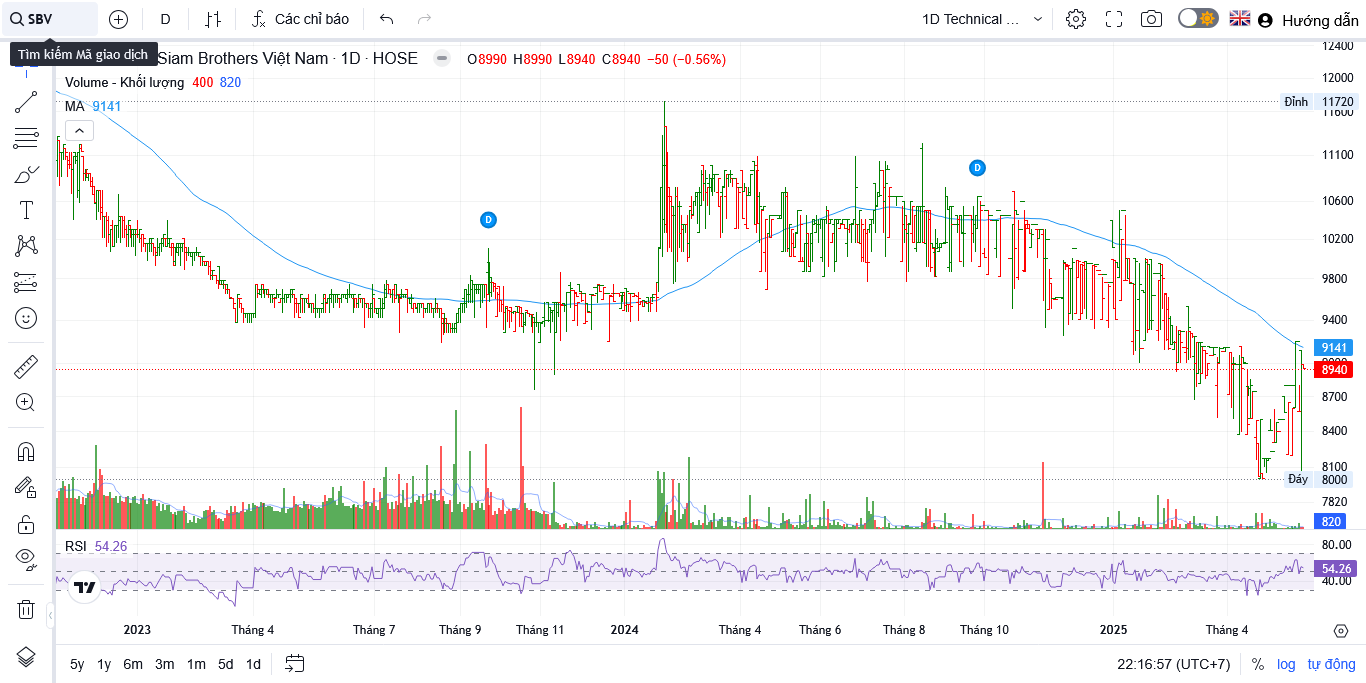 SBV
D
Các chỉ báo
1D Technical ...
Hướng dẫn
Tìm kiếm Mã giao dịch
Siam Brothers Việt Nam · 1D · HOSE
O8990 H8990 L8940 C8940 −50 (−0.56%)
Volume - Khối lượng 400 820
MA 9141
12400
12000
Đỉnh 11720
11600
11100
10600
10200
9800
9400
9141
9000
8940
8700
8400
8100
Đáy 8000
7820
820
D
D
RSI 54.26
80.00
54.26
40.00
2023
Tháng 4
Tháng 7
Tháng 9
Tháng 11
2024
Tháng 4
Tháng 6
Tháng 8
Tháng 10
2025
Tháng 4
5y 1y 6m 3m 1m 5d 1d
22:16:57 (UTC+7)
% log tự động